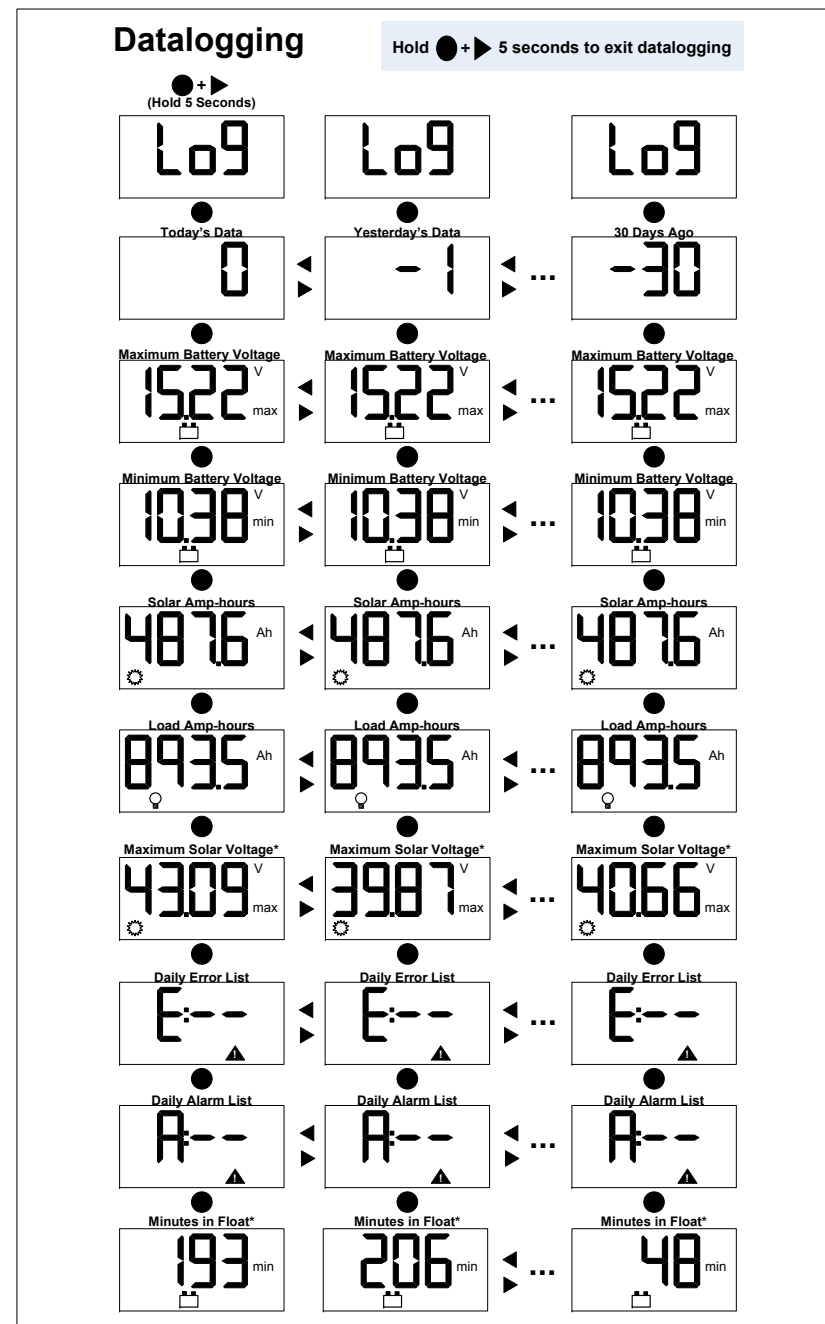 Datalogging
Hold ●+▶ 5 seconds to exit datalogging
●+▶
(Hold 5 Seconds)
Log Log Log
Today's Data Yesterday's Data 30 Days Ago
0 -1 ... -30
Maximum Battery Voltage Maximum Battery Voltage Maximum Battery Voltage
15.22 V max 15.22 V max ... 15.22 V max
Minimum Battery Voltage Minimum Battery Voltage Minimum Battery Voltage
10.38 V min 10.38 V min ... 10.38 V min
Solar Amp-hours Solar Amp-hours Solar Amp-hours
487.6 Ah 487.6 Ah ... 487.6 Ah
Load Amp-hours Load Amp-hours Load Amp-hours
893.5 Ah 893.5 Ah ... 893.5 Ah
Maximum Solar Voltage* Maximum Solar Voltage* Maximum Solar Voltage*
43.09 V max 39.87 V max ... 40.66 V max
Daily Error List Daily Error List Daily Error List
E:-- E:-- ... E:--
Daily Alarm List Daily Alarm List Daily Alarm List
A:-- A:-- ... A:--
Minutes in Float* Minutes in Float* Minutes in Float*
193 min 206 min ... 48 min